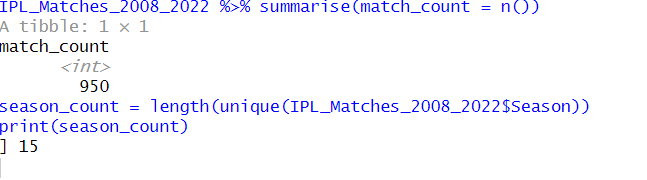 IPL_Matches_2008_2022 %>% summarise(match_count = n())
A tibble: 1 × 1
match_count
<int>
950
season_count = length(unique(IPL_Matches_2008_2022$Season))
print(season_count)
] 15